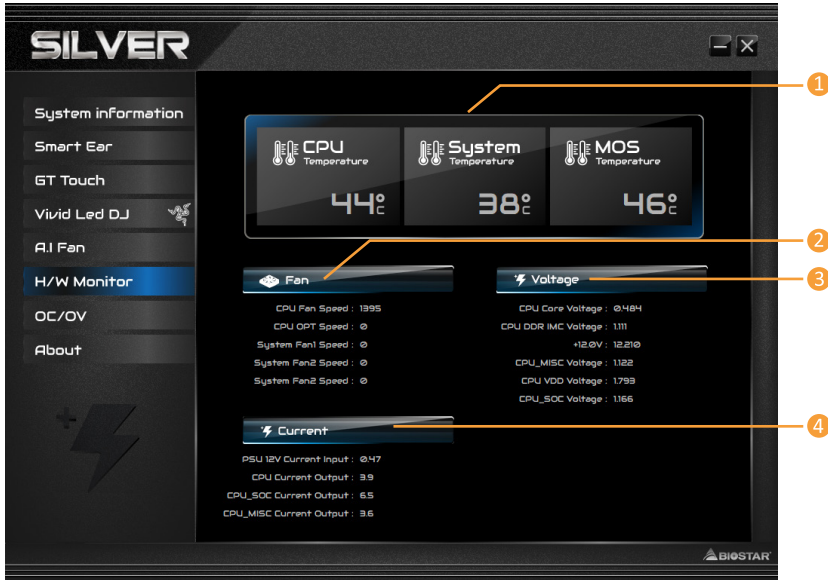 SILVER
1
System information
Smart Ear
GT Touch
Vivid Led DJ
A.I Fan
H/W Monitor
OC/OV
About
CPU
Temperature
44°C
System
Temperature
38°C
MOS
Temperature
46°C
2
3
Fan
CPU Fan Speed : 1395
CPU OPT Speed : 0
System Fan1 Speed : 0
System Fan2 Speed : 0
System Fan2 Speed : 0
Voltage
CPU Core Voltage : 0.484
CPU DDR IMC Voltage : 1.111
+12.0V : 12.210
CPU_MISC Voltage : 1.122
CPU VDD Voltage : 1.793
CPU_SOC Voltage : 1.166
4
Current
PSU 12V Current Input : 0.47
CPU Current Output : 3.9
CPU_SOC Current Output : 6.5
CPU_MISC Current Output : 3.6
BIOSTAR